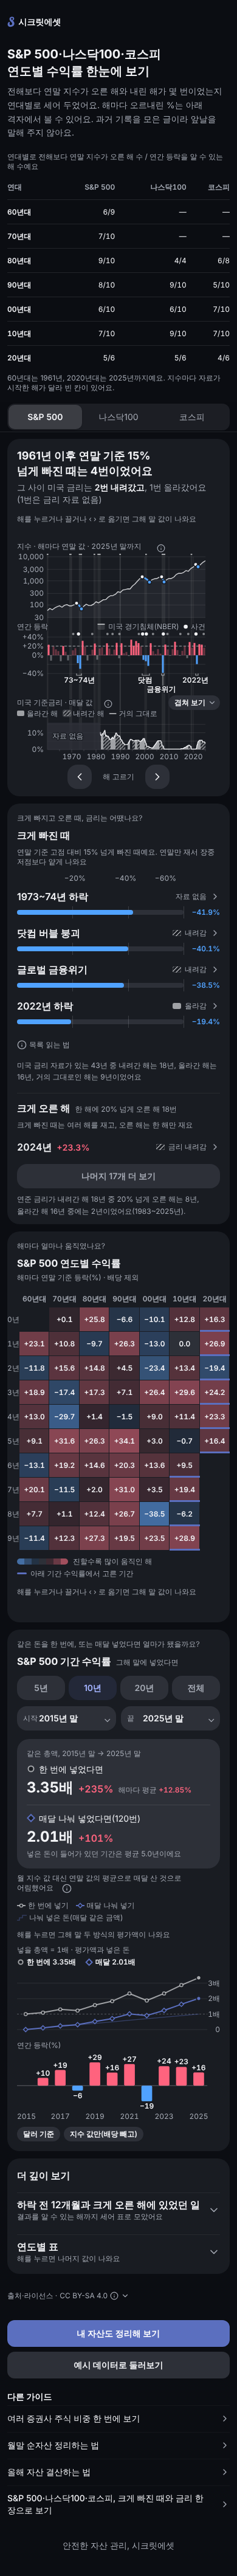 시크릿에셋
S&P 500·나스닥100·코스피
연도별 수익률 한눈에 보기
전해보다 연말 지수가 오른 해와 내린 해가 몇 번이었는지
연대별로 세어 두었어요. 해마다 오르내린 %는 아래
격자에서 볼 수 있어요. 과거 기록을 모은 글이라 앞날을
말해 주지 않아요.
연대별로 전해보다 연말 지수가 오른 해 수 / 연간 등락을 알 수 있는
해 수예요
연대 S&P 500 나스닥100 코스피
60년대 6/9 — —
70년대 7/10 — —
80년대 9/10 4/4 6/8
90년대 8/10 9/10 5/10
00년대 6/10 6/10 7/10
10년대 7/10 9/10 7/10
20년대 5/6 5/6 4/6
60년대는 1961년, 2020년대는 2025년까지예요. 지수마다 자료가
시작한 해가 달라 빈 칸이 있어요.
S&P 500 나스닥100 코스피
1961년 이후 연말 기준 15%
넘게 빠진 때는 4번이었어요
그 사이 미국 금리는 2번 내려갔고, 1번 올라갔어요
(1번은 금리 자료 없음)
해를 누르거나 끌거나 ‹ › 로 옮기면 그해 말 값이 나와요
지수 · 해마다 연말 값 · 2025년 말까지
10,000
3,000
1,000
300
100
30
연간 등락 미국 경기침체(NBER) 사건
+40%
+20%
0%
−40%
73~74년 닷컴 2022년
금융위기
미국 기준금리 · 매달 값 겹쳐 보기
올라간 해 내려간 해 거의 그대로
10%
자료 없음
0%
1970 1980 1990 2000 2010 2020
해 고르기
크게 빠지고 오른 때, 금리는 어땠나요?
크게 빠진 때
연말 기준 고점 대비 15% 넘게 빠진 때예요. 연말만 재서 장중
저점보다 얕게 나와요
−20% −40% −60%
1973~74년 하락 자료 없음
−41.9%
닷컴 버블 붕괴 내려감
−40.1%
글로벌 금융위기 내려감
−38.5%
2022년 하락 올라감
−19.4%
목록 읽는 법
미국 금리 자료가 있는 43년 중 내려간 해는 18년, 올라간 해는
16년, 거의 그대로인 해는 9년이었어요
크게 오른 해 한 해에 20% 넘게 오른 해 18번
크게 빠진 때는 여러 해를 재고, 오른 해는 한 해만 재요
2024년 +23.3% 금리 내려감
나머지 17개 더 보기
연준 금리가 내려간 해 18년 중 20% 넘게 오른 해는 8년,
올라간 해 16년 중에는 2년이었어요(1983~2025년).
해마다 얼마나 움직였나요?
S&P 500 연도별 수익률
해마다 연말 기준 등락(%) · 배당 제외
60년대 70년대 80년대 90년대 00년대 10년대 20년대
0년 +0.1 +25.8 −6.6 −10.1 +12.8 +16.3
1년 +23.1 +10.8 −9.7 +26.3 −13.0 0.0 +26.9
2년 −11.8 +15.6 +14.8 +4.5 −23.4 +13.4 −19.4
3년 +18.9 −17.4 +17.3 +7.1 +26.4 +29.6 +24.2
4년 +13.0 −29.7 +1.4 −1.5 +9.0 +11.4 +23.3
5년 +9.1 +31.6 +26.3 +34.1 +3.0 −0.7 +16.4
6년 −13.1 +19.2 +14.6 +20.3 +13.6 +9.5
7년 +20.1 −11.5 +2.0 +31.0 +3.5 +19.4
8년 +7.7 +1.1 +12.4 +26.7 −38.5 −6.2
9년 −11.4 +12.3 +27.3 +19.5 +23.5 +28.9
진할수록 많이 움직인 해
아래 기간 수익률에서 고른 기간
해를 누르거나 끌거나 ‹ › 로 옮기면 그해 말 값이 나와요
같은 돈을 한 번에, 또는 매달 넣었다면 얼마가 됐을까요?
S&P 500 기간 수익률 그해 말에 넣었다면
5년 10년 20년 전체
시작 2015년 말 끝 2025년 말
같은 총액, 2015년 말 → 2025년 말
한 번에 넣었다면
3.35배 +235% 해마다 평균 +12.85%
매달 나눠 넣었다면(120번)
2.01배 +101%
넣은 돈이 들어가 있던 기간은 평균 5.0년이에요
월 지수 값 대신 연말 값의 평균으로 매달 산 것으로
어림했어요
한 번에 넣기 매달 나눠 넣기
나눠 넣은 돈(매달 같은 금액)
해를 누르면 그해 말 두 방식의 평가액이 나와요
넣을 총액 = 1배 · 평가액과 넣은 돈
한 번에 3.35배 매달 2.01배
3배
2배
1배
0
연간 등락(%)
+10 +19 −6 +29 +16 +27 −19 +24 +23 +16
2015 2017 2019 2021 2023 2025
달러 기준 지수 값만(배당 빼고)
더 깊이 보기
하락 전 12개월과 크게 오른 해에 있었던 일
결과를 알 수 있는 해까지 세어 표로 모았어요
연도별 표
해를 누르면 나머지 값이 나와요
출처·라이선스 · CC BY-SA 4.0
내 자산도 정리해 보기
예시 데이터로 둘러보기
다른 가이드
여러 증권사 주식 비중 한 번에 보기
월말 순자산 정리하는 법
올해 자산 결산하는 법
S&P 500·나스닥100·코스피, 크게 빠진 때와 금리 한
장으로 보기
안전한 자산 관리, 시크릿에셋